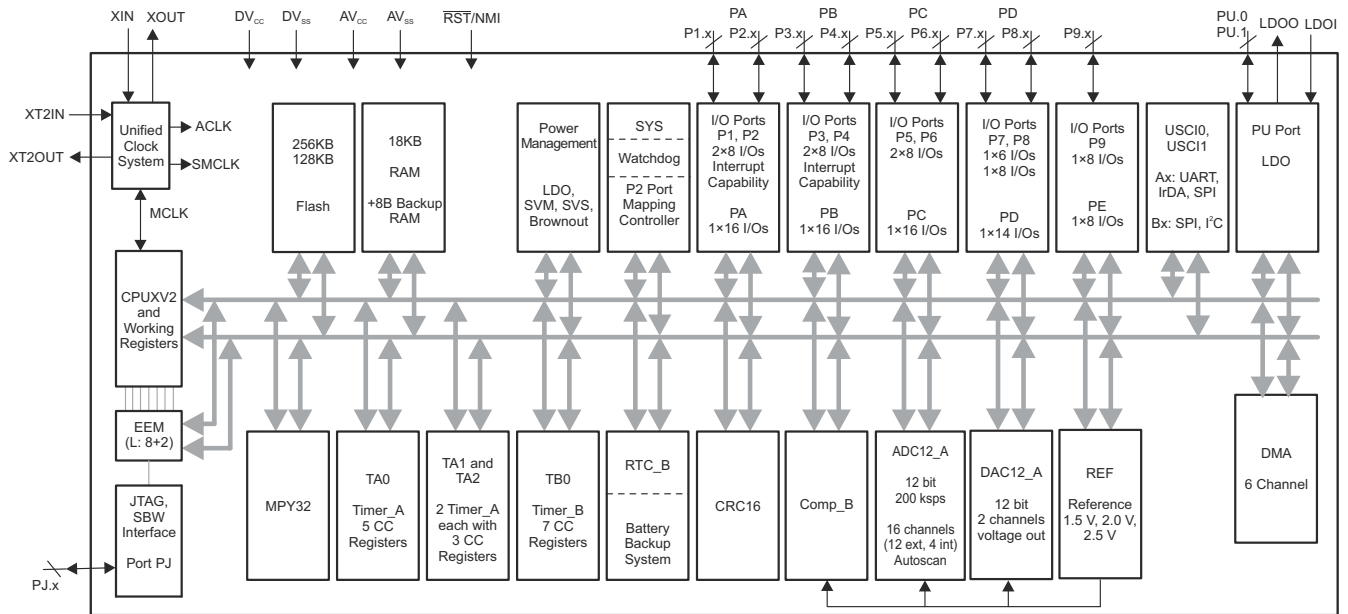 XIN XOUT DVCC DVSS AVCC AVSS RST/NMI
PA PB PC PD
P1.x P2.x P3.x P4.x P5.x P6.x P7.x P8.x P9.x
PU.0
PU.1
LDOO LDOI
XT2IN
XT2OUT
Unified
Clock
System
ACLK
SMCLK
MCLK
256KB
128KB
Flash
18KB
RAM
+8B Backup
RAM
Power
Management
LDO,
SVM, SVS,
Brownout
SYS
Watchdog
P2 Port
Mapping
Controller
I/O Ports
P1, P2
2×8 I/Os
Interrupt
Capability
PA
1×16 I/Os
I/O Ports
P3, P4
2×8 I/Os
Interrupt
Capability
PB
1×16 I/Os
I/O Ports
P5, P6
2×8 I/Os
PC
1×16 I/Os
I/O Ports
P7, P8
1×6 I/Os
1×8 I/Os
PD
1×14 I/Os
I/O Ports
P9
1×8 I/Os
PE
1×8 I/Os
USCI0,
USCI1
Ax: UART,
IrDA, SPI
Bx: SPI, I²C
PU Port
LDO
CPUXV2
and
Working
Registers
EEM
(L: 8+2)
JTAG,
SBW
Interface
Port PJ
PJ.x
MPY32
TA0
Timer_A
5 CC
Registers
TA1 and
TA2
2 Timer_A
each with
3 CC
Registers
TB0
Timer_B
7 CC
Registers
RTC_B
Battery
Backup
System
CRC16
Comp_B
ADC12_A
12 bit
200 ksps
16 channels
(12 ext, 4 int)
Autoscan
DAC12_A
12 bit
2 channels
voltage out
REF
Reference
1.5 V, 2.0 V,
2.5 V
DMA
6 Channel